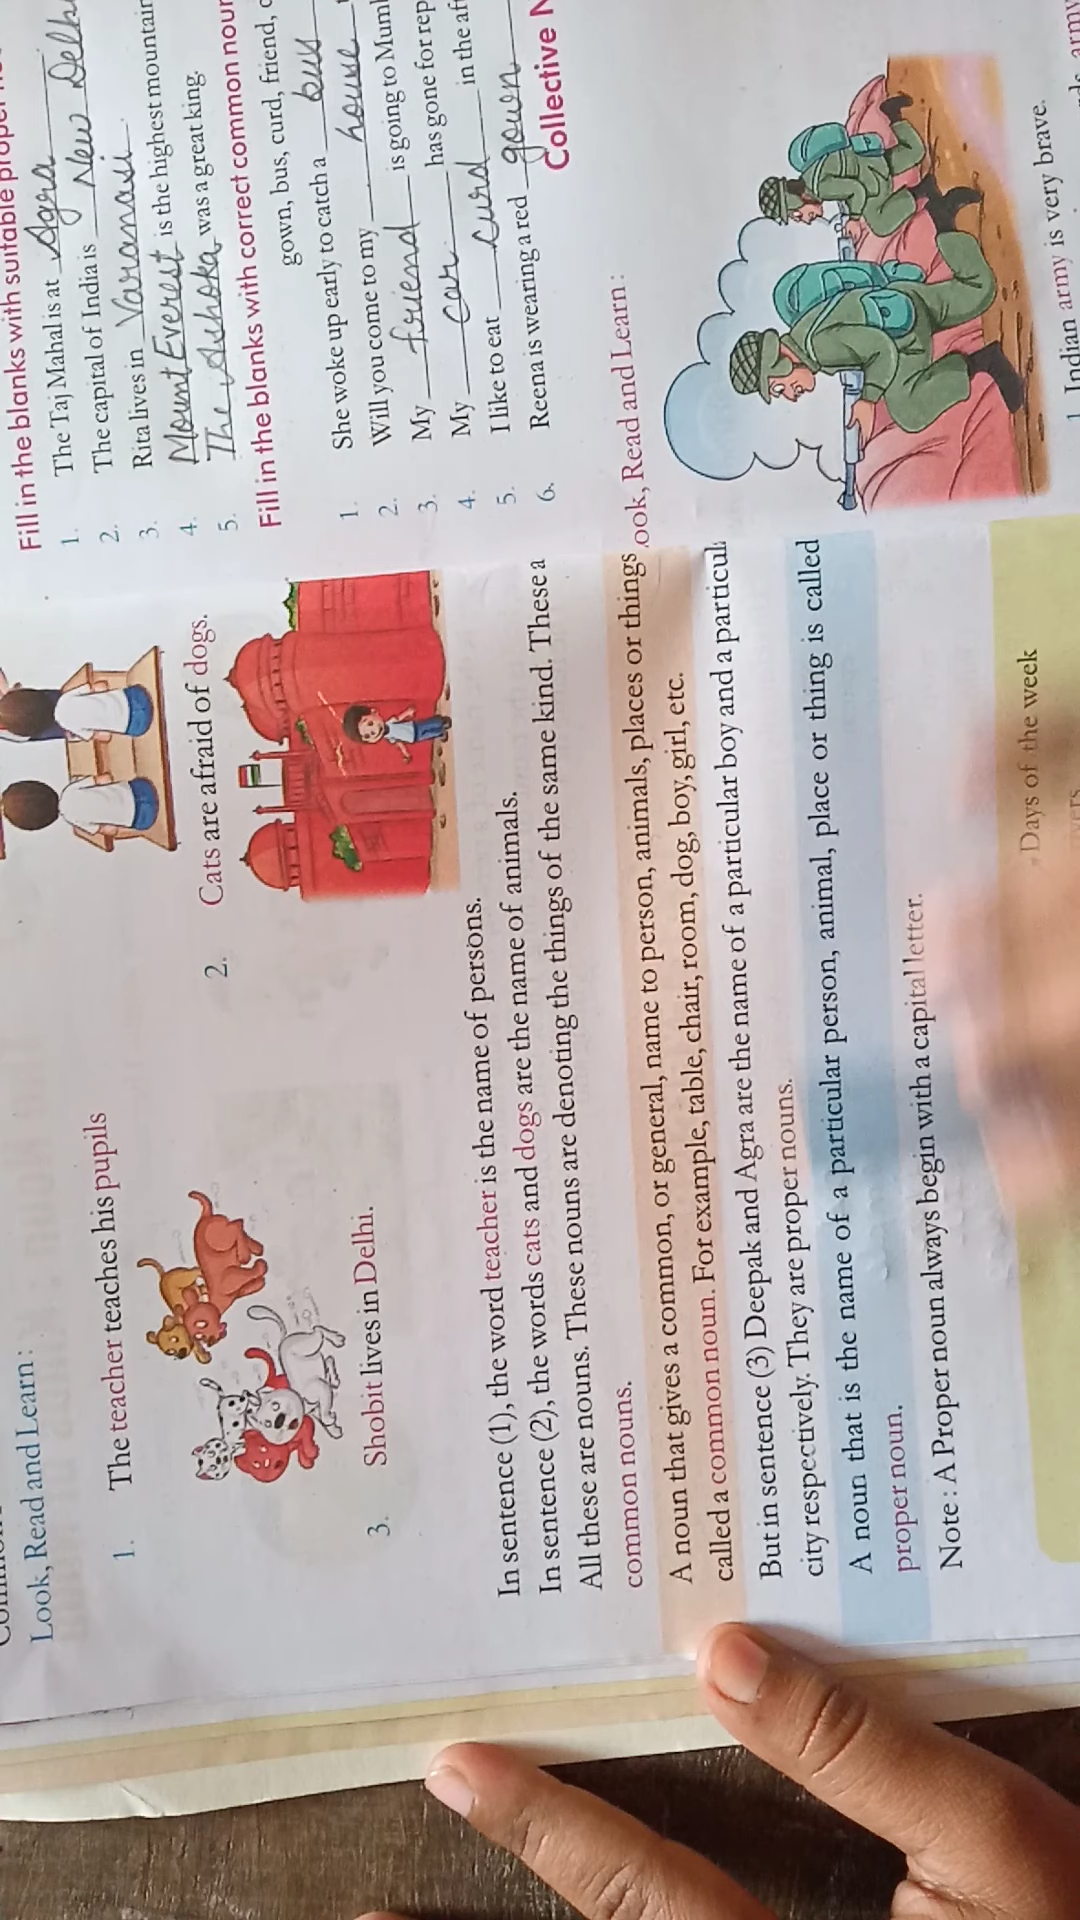 Look, Read and Learn :
1. The teacher teaches his pupils
2. Cats are afraid of dogs.
3. Shobit lives in Delhi.
In sentence (1), the word teacher is the name of persons.
In sentence (2), the words cats and dogs are the name of animals.
All these are nouns. These nouns are denoting the things of the same kind. These a
common nouns.
A noun that gives a common, or general, name to person, animals, places or things
called a common noun. For example, table, chair, room, dog, boy, girl, etc.
But in sentence (3) Deepak and Agra are the name of a particular boy and a particul
city respectively. They are proper nouns.
A noun that is the name of a particular person, animal, place or thing is called
proper noun.
Note : A Proper noun always begin with a capital letter.
Days of the week
Fill in the blanks with suitable proper
1. The Taj Mahal is at Agra
2. The capital of India is New Delh
3. Rita lives in Varanasi.
4. Mount Everest is the highest mountain
5. The Ashoka was a great king.
Fill in the blanks with correct common noun
gown, bus, curd, friend,
1. She woke up early to catch a bus
2. Will you come to my house
3. My friend is going to Mum
4. My car has gone for rep
5. I like to eat curd in the af
6. Reena is wearing a red gown
Collective N
ook, Read and Learn :
1. Indian army is very brave.
army